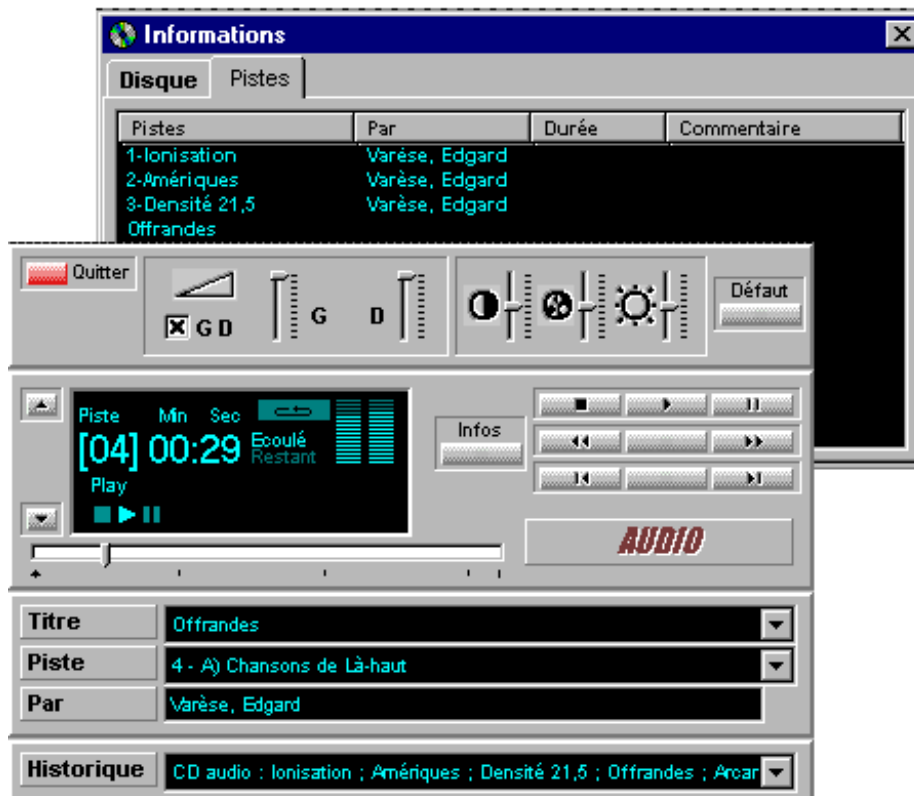 Informations
Disque Pistes
Pistes Par Durée Commentaire
1-Ionisation Varèse, Edgard
2-Amériques Varèse, Edgard
3-Densité 21,5 Varèse, Edgard
Offrandes
Quitter
G D
G
D
Défaut
Piste Min Sec
[04] 00:29 Ecoulé
Restant
Play
Infos
AUDIO
Titre Offrandes
Piste 4 - A) Chansons de Là-haut
Par Varèse, Edgard
Historique CD audio : Ionisation ; Amériques ; Densité 21,5 ; Offrandes ; Arcar